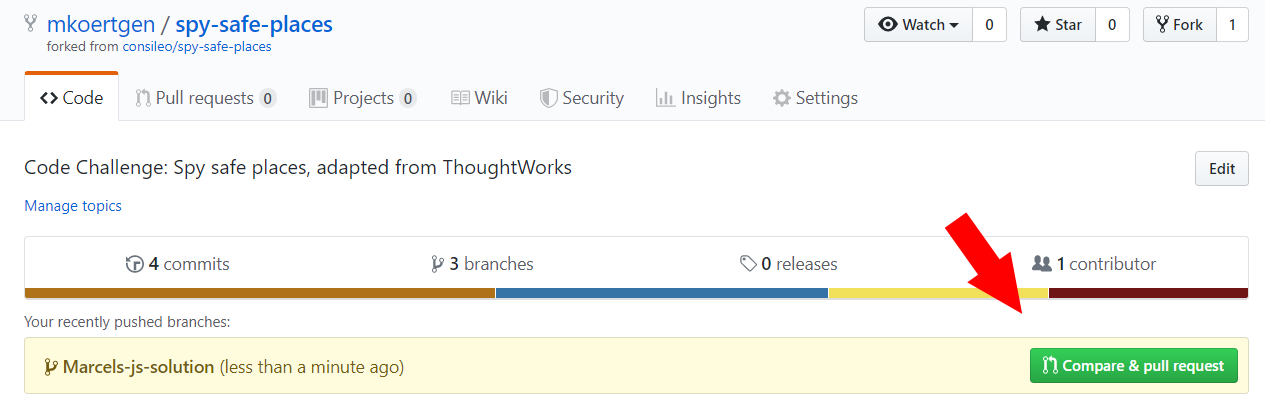 mkoertgen / spy-safe-places
Watch 0 Star 0 Fork 1
forked from consileo/spy-safe-places
Code Pull requests 0 Projects 0 Wiki Security Insights Settings
Code Challenge: Spy safe places, adapted from ThoughtWorks
Edit
Manage topics
4 commits 3 branches 0 releases 1 contributor
Your recently pushed branches:
Marcels-js-solution (less than a minute ago)
Compare & pull request